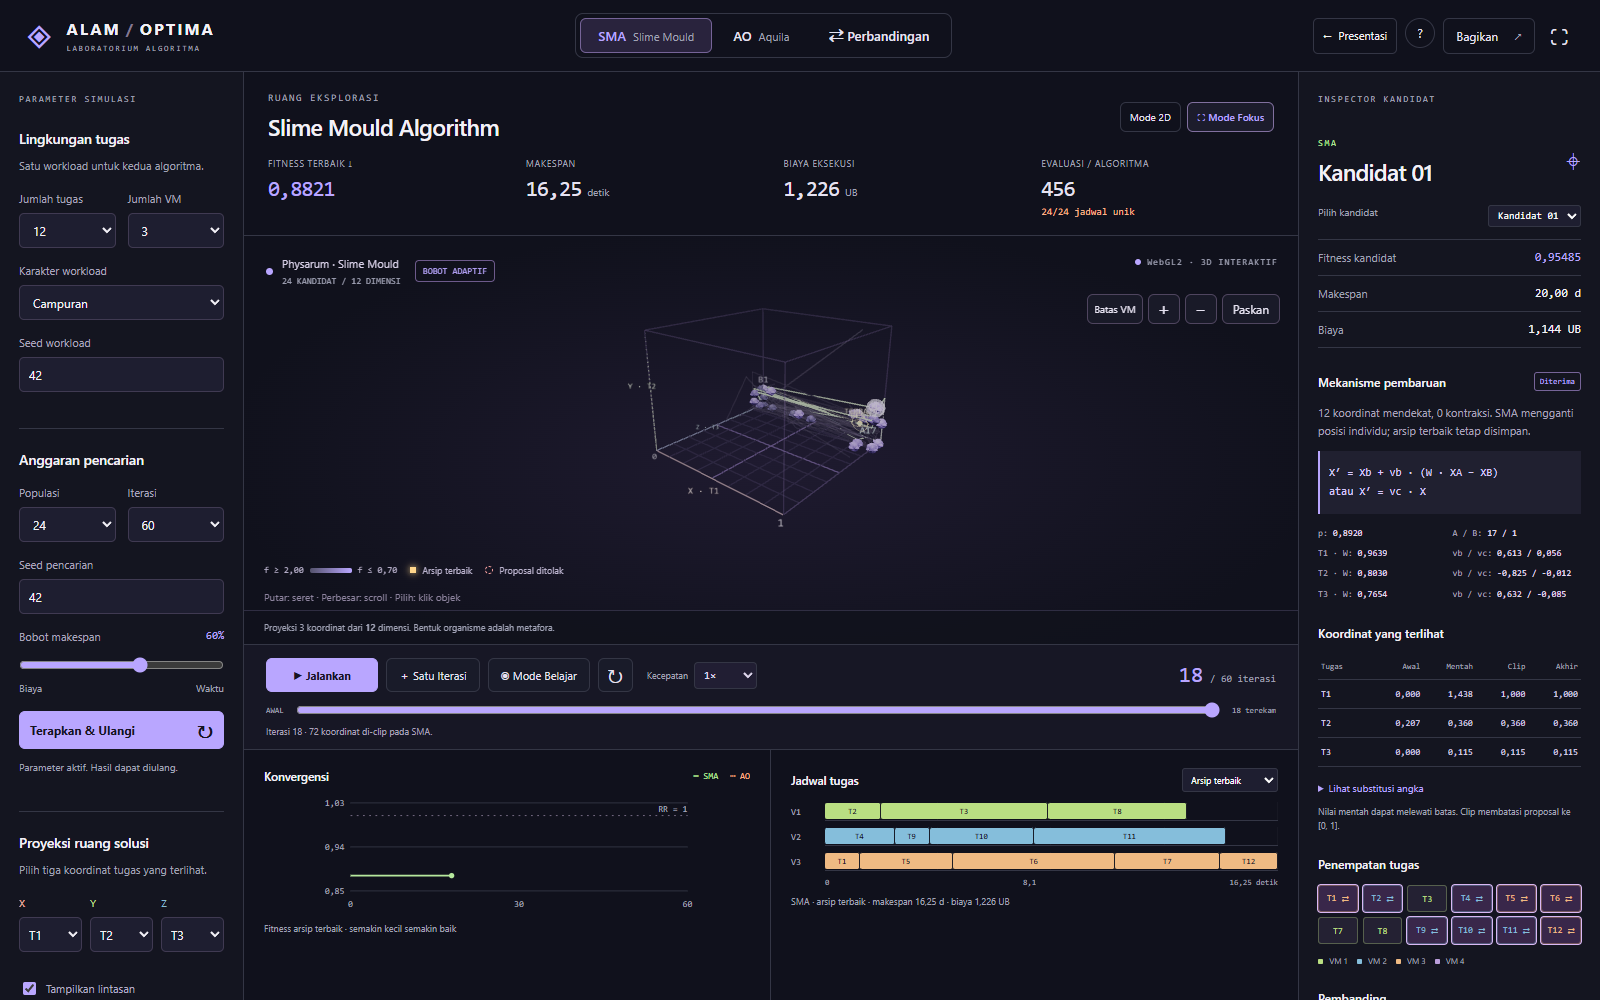 ALAM / OPTIMA
LABORATORIUM ALGORITMA
SMA Slime Mould
AO Aquila
⇄ Perbandingan
← Presentasi
?
Bagikan ↗
PARAMETER SIMULASI
Lingkungan tugas
Satu workload untuk kedua algoritma.
Jumlah tugas Jumlah VM
12 3
Karakter workload
Campuran
Seed workload
42
Anggaran pencarian
Populasi Iterasi
24 60
Seed pencarian
42
Bobot makespan 60%
Biaya Waktu
Terapkan & Ulangi ↻
Parameter aktif. Hasil dapat diulang.
Proyeksi ruang solusi
Pilih tiga koordinat tugas yang terlihat.
X Y Z
T1 T2 T3
Tampilkan lintasan
RUANG EKSPLORASI
Slime Mould Algorithm
Mode 2D
Mode Fokus
FITNESS TERBAIK ↓ MAKESPAN BIAYA EKSEKUSI EVALUASI / ALGORITMA
0,8821 16,25 detik 1,226 UB 456
24/24 jadwal unik
Physarum · Slime Mould
24 KANDIDAT / 12 DIMENSI
BOBOT ADAPTIF
WebGL2 · 3D INTERAKTIF
Batas VM + − Paskan
B1
Y · T2
A17
0
X · T1
1
f ≥ 2,00 f ≤ 0,70 Arsip terbaik Proposal ditolak
Putar: seret · Perbesar: scroll · Pilih: klik objek
Proyeksi 3 koordinat dari 12 dimensi. Bentuk organisme adalah metafora.
▶ Jalankan
+ Satu Iterasi
◉ Mode Belajar
↻
Kecepatan 1×
18 / 60 iterasi
AWAL 18 terekam
Iterasi 18 · 72 koordinat di-clip pada SMA.
Konvergensi
SMA AO
1,03
RR = 1
0,94
0,85
0 30 60
Fitness arsip terbaik · semakin kecil semakin baik
Jadwal tugas
Arsip terbaik
V1 T2 T3 T8
V2 T4 T9 T10 T11
V3 T1 T5 T6 T7 T12
0 8,1 16,25 detik
SMA · arsip terbaik · makespan 16,25 d · biaya 1,226 UB
INSPECTOR KANDIDAT
SMA
Kandidat 01
Pilih kandidat Kandidat 01
Fitness kandidat 0,95485
Makespan 20,00 d
Biaya 1,144 UB
Mekanisme pembaruan
Diterima
12 koordinat mendekat, 0 kontraksi. SMA mengganti
posisi individu; arsip terbaik tetap disimpan.
X′ = Xb + vb · (W · XA − XB)
atau X′ = vc · X
p: 0,8920 A / B: 17 / 1
T1 · W: 0,9639 vb / vc: 0,613 / 0,056
T2 · W: 0,8030 vb / vc: -0,825 / -0,012
T3 · W: 0,7654 vb / vc: 0,632 / -0,085
Koordinat yang terlihat
Tugas Awal Mentah Clip Akhir
T1 0,000 1,438 1,000 1,000
T2 0,207 0,360 0,360 0,360
T3 0,000 0,115 0,115 0,115
▶ Lihat substitusi angka
Nilai mentah dapat melewati batas. Clip membatasi proposal ke
[0, 1].
Penempatan tugas
T1 ⇄ T2 ⇄ T3 T4 ⇄ T5 ⇄ T6 ⇄
T7 T8 T9 ⇄ T10 ⇄ T11 ⇄ T12 ⇄
VM 1 VM 2 VM 3 VM 4
Pembanding